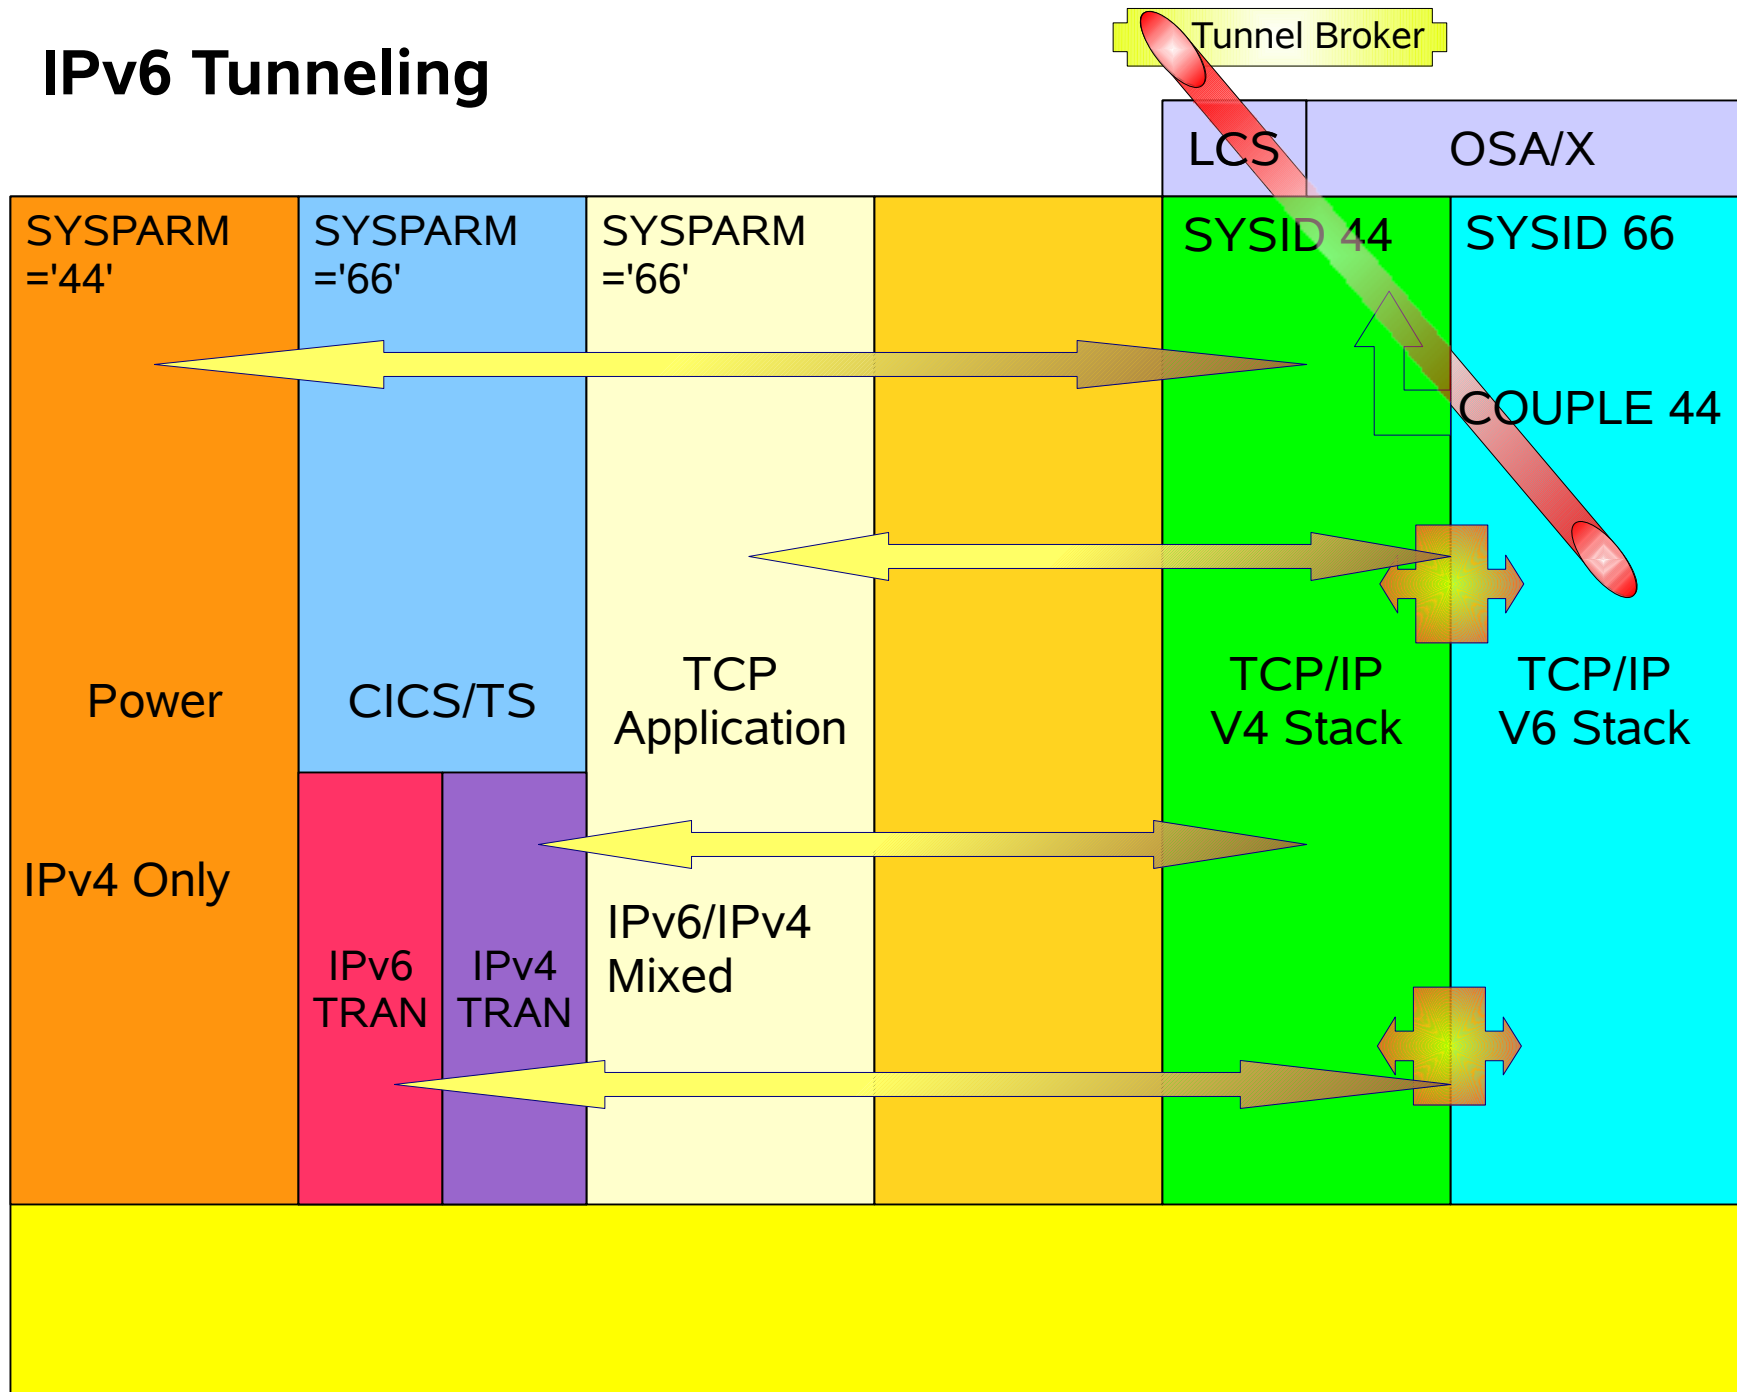 IPv6 Tunneling
Tunnel Broker
LCS
OSA/X
SYSPARM
='44'
SYSPARM
='66'
SYSPARM
='66'
SYSID 44
SYSID 66
COUPLE 44
Power
CICS/TS
TCP
Application
TCP/IP
V4 Stack
TCP/IP
V6 Stack
IPv4 Only
IPv6
TRAN
IPv4
TRAN
IPv6/IPv4
Mixed